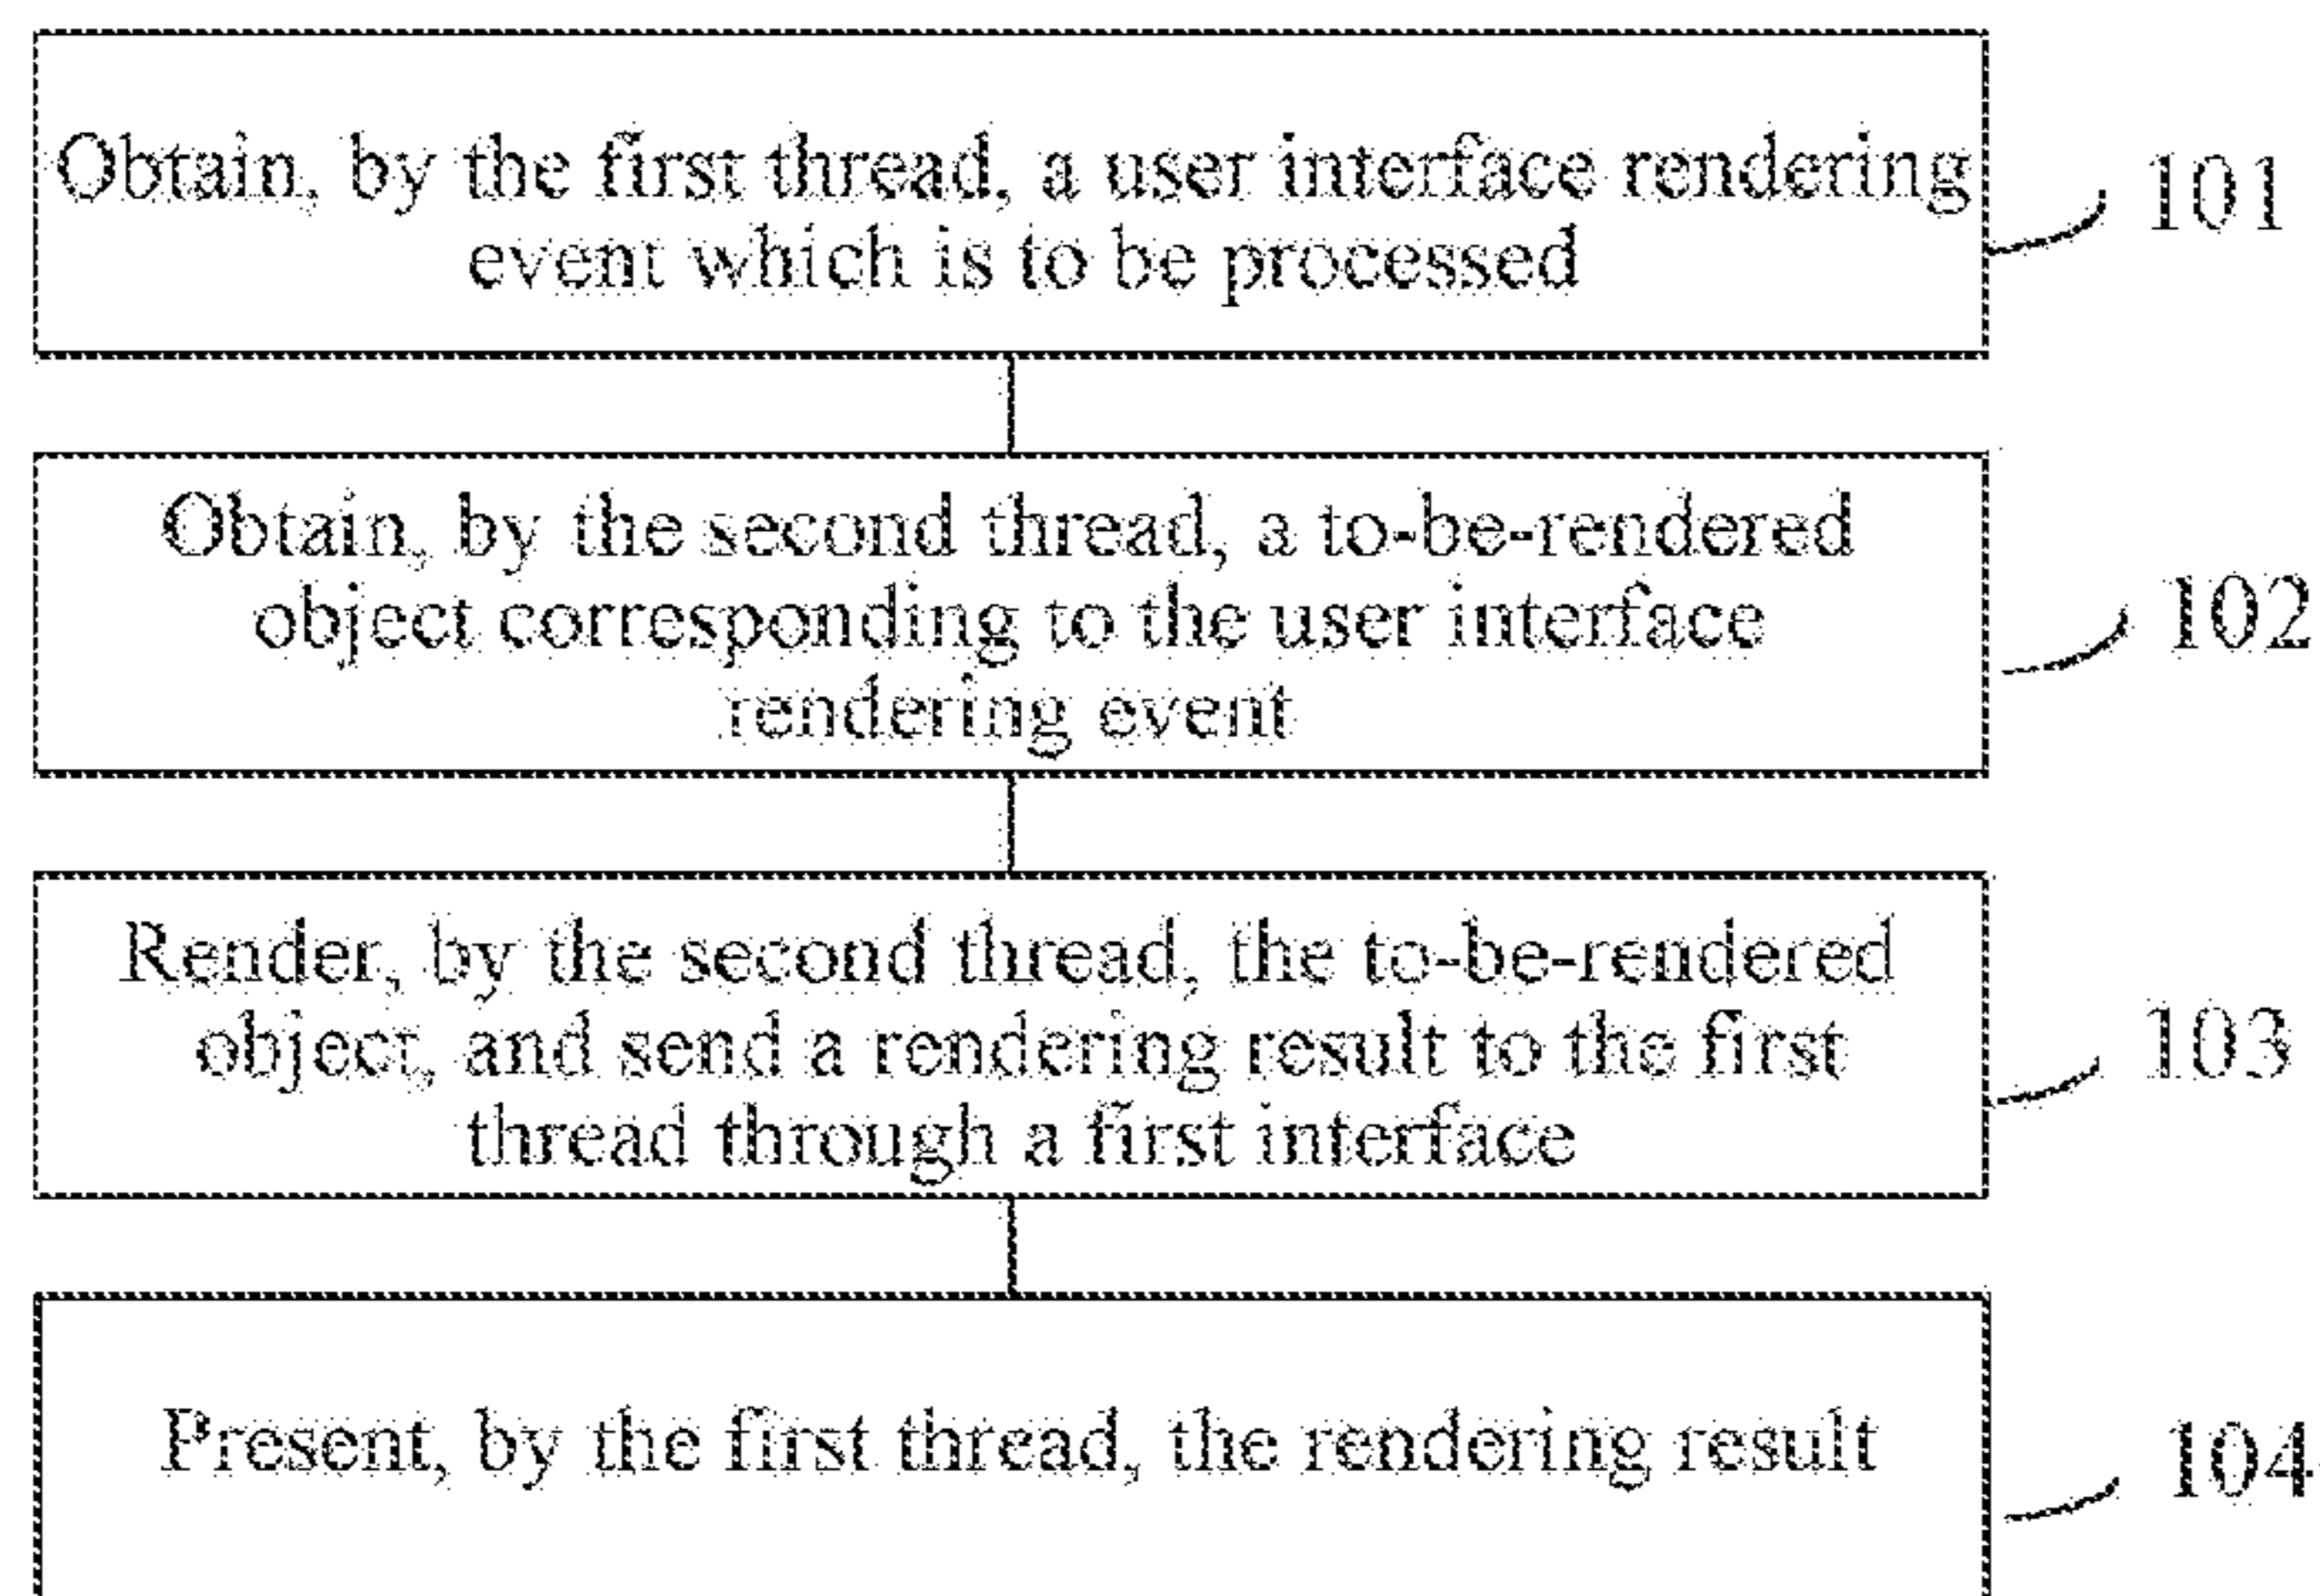 Obtain, by the first thread, a user interface rendering
event which is to be processed
101
Obtain, by the second thread, a to-be-rendered
object corresponding to the user interface
rendering event
102
Render, by the second thread, the to-be-rendered
object, and send a rendering result to the first
thread through a first interface
103
Present, by the first thread, the rendering result
104